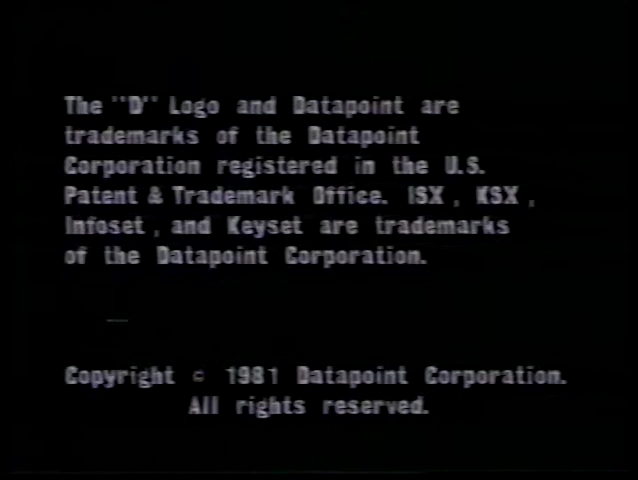 The "D" Logo and Datapoint are
trademarks of the Datapoint
Corporation registered in the U.S.
Patent & Trademark Office. ISX, KSX,
Infoset, and Keyset are trademarks
of the Datapoint Corporation.
Copyright © 1981 Datapoint Corporation.
All rights reserved.